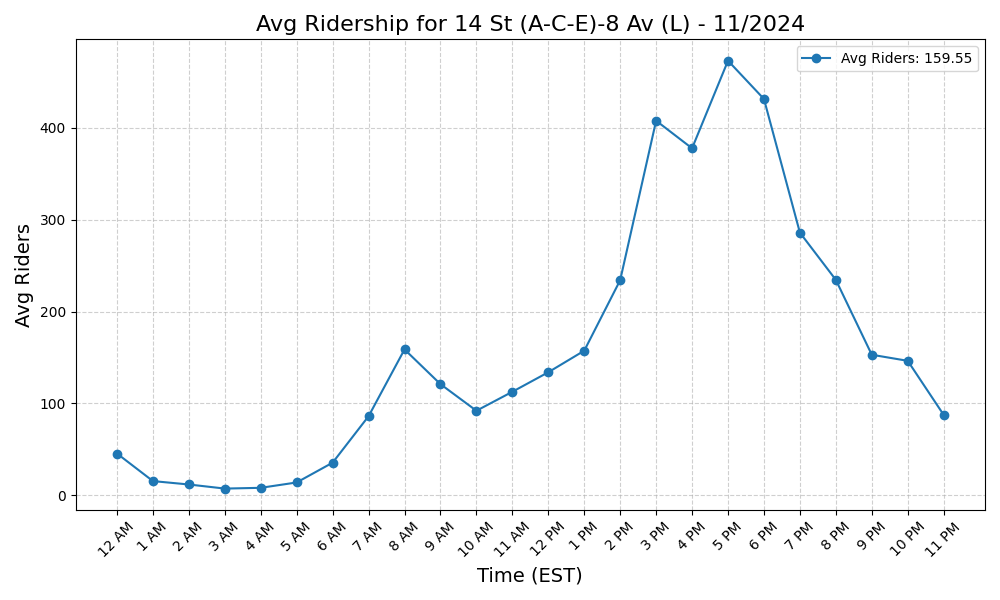 Avg Ridership for 14 St (A-C-E)-8 Av (L) - 11/2024
Avg Riders: 159.55
Avg Riders
400
300
200
100
0
12 AM 1 AM 2 AM 3 AM 4 AM 5 AM 6 AM 7 AM 8 AM 9 AM 10 AM 11 AM 12 PM 1 PM 2 PM 3 PM 4 PM 5 PM 6 PM 7 PM 8 PM 9 PM 10 PM 11 PM
Time (EST)